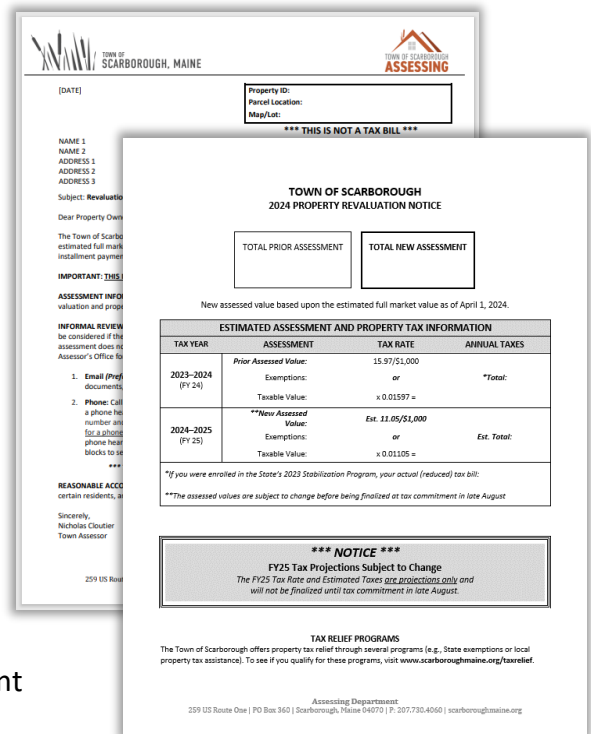 TOWN OF
SCARBOROUGH, MAINE
TOWN OF SCARBOROUGH
ASSESSING
[DATE]
Property ID:
Parcel Location:
Map/Lot:
*** THIS IS NOT A TAX BILL ***
NAME 1
NAME 2
ADDRESS 1
ADDRESS 2
ADDRESS 3
Subject: Revaluatio
Dear Property Own
The Town of Scarbo
estimated full mark
installment paymen
IMPORTANT: THIS I
ASSESSMENT INFO
valuation and prope
INFORMAL REVIEW
be considered if the
assessment does no
Assessor's Office fo
1. Email (Pref
documents,
2. Phone: Call
a phone hea
number and
for a phone
phone hear
blocks to se
***
REASONABLE ACCO
certain residents, a
Sincerely,
Nicholas Cloutier
Town Assessor
259 US Rout
TOWN OF SCARBOROUGH
2024 PROPERTY REVALUATION NOTICE
TOTAL PRIOR ASSESSMENT
TOTAL NEW ASSESSMENT
New assessed value based upon the estimated full market value as of April 1, 2024.
ESTIMATED ASSESSMENT AND PROPERTY TAX INFORMATION
TAX YEAR ASSESSMENT TAX RATE ANNUAL TAXES
2023–2024
(FY 24)
Prior Assessed Value: 15.97/$1,000
Exemptions: or *Total:
Taxable Value: x 0.01597 =
2024–2025
(FY 25)
**New Assessed
Value: Est. 11.05/$1,000
Exemptions: or Est. Total:
Taxable Value: x 0.01105 =
*If you were enrolled in the State's 2023 Stabilization Program, your actual (reduced) tax bill:
**The assessed values are subject to change before being finalized at tax commitment in late August
*** NOTICE ***
FY25 Tax Projections Subject to Change
The FY25 Tax Rate and Estimated Taxes are projections only and
will not be finalized until tax commitment in late August.
TAX RELIEF PROGRAMS
The Town of Scarborough offers property tax relief through several programs (e.g., State exemptions or local
property tax assistance). To see if you qualify for these programs, visit www.scarboroughmaine.org/taxrelief.
Assessing Department
259 US Route One | PO Box 360 | Scarborough, Maine 04070 | P: 207.730.4060 | scarboroughmaine.org
nt